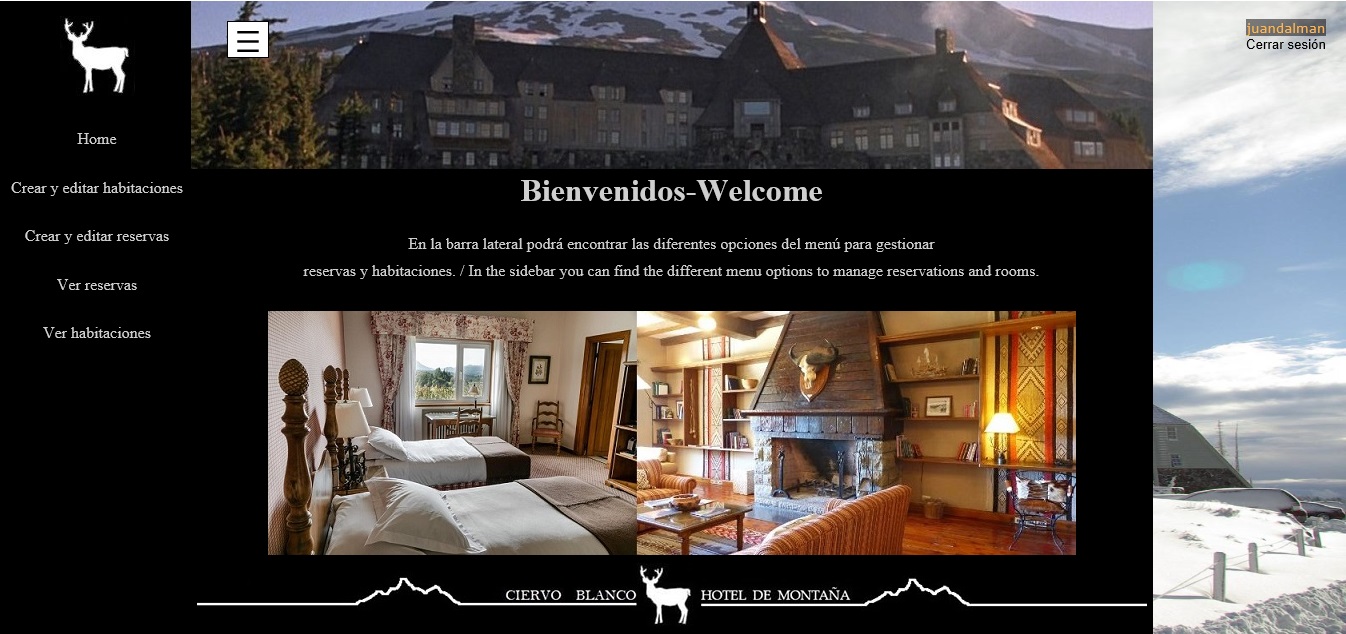 juandalman
Cerrar sesión
Home
Crear y editar habitaciones
Crear y editar reservas
Ver reservas
Ver habitaciones
Bienvenidos-Welcome
En la barra lateral podrá encontrar las diferentes opciones del menú para gestionar
reservas y habitaciones. / In the sidebar you can find the different menu options to manage reservations and rooms.
CIERVO BLANCO HOTEL DE MONTAÑA